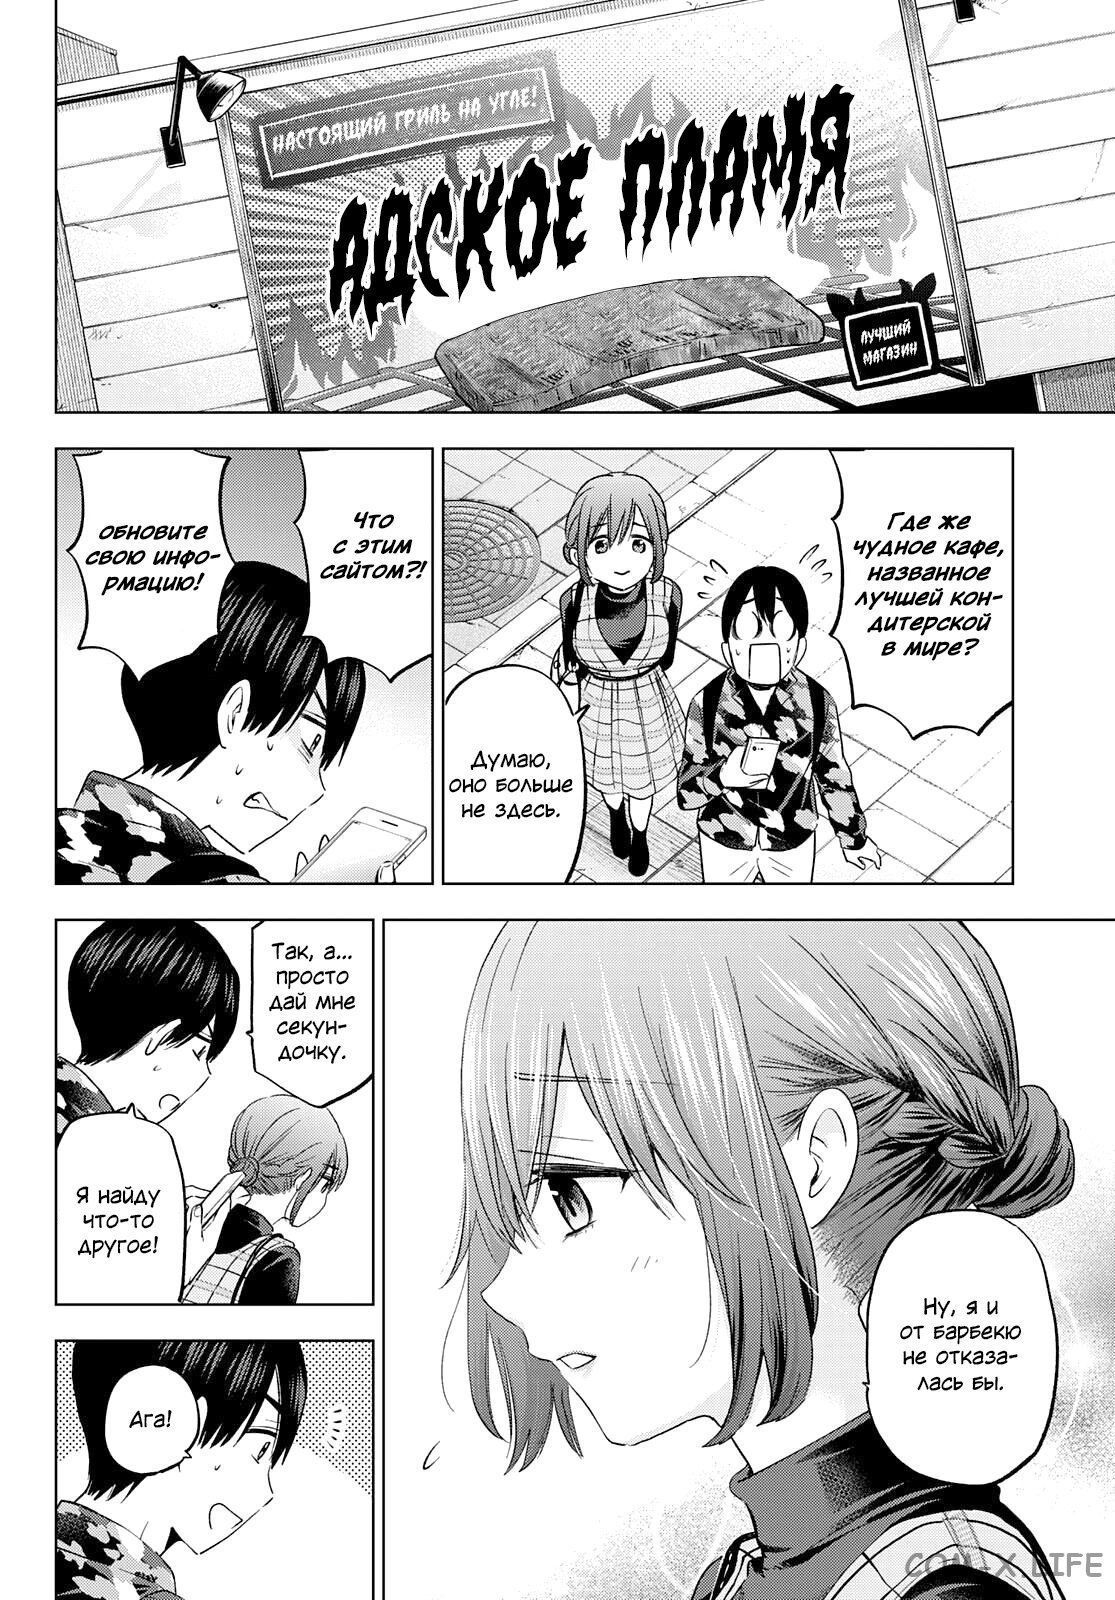 НАСТОЯЩИЙ ГРИЛЬ НА УГЛЕ!
АДСКОЕ ПЛАМЯ
ЛУЧШИЙ
МАГАЗИН
Где же
чудное кафе,
названное
лучшей кон-
дитерской
в мире?
Думаю,
оно больше
не здесь.
Что
с этим
сайтом?!
обновите
свою инфо-
рмацию!
Ну, я и
от барбекю
не отказа-
лась бы.
Так, а...
просто
дай мне
секун-
дочку.
Я найду
что-то
другое!
Ага!
COM-X.LIFE